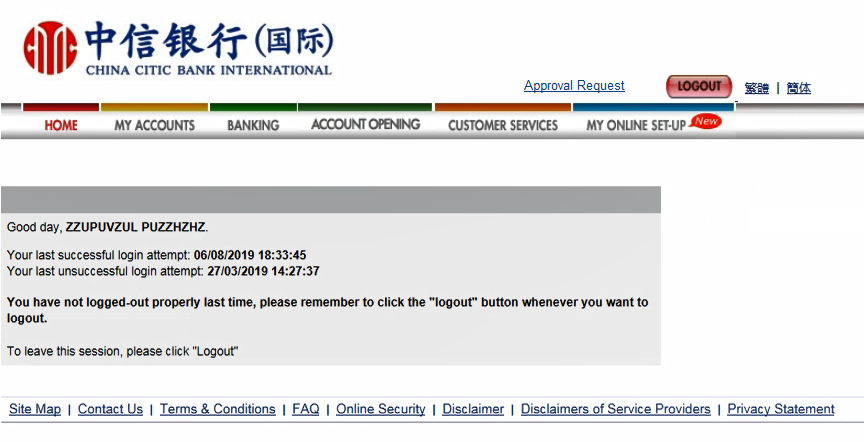 中信银行(国际)
CHINA CITIC BANK INTERNATIONAL
Approval Request LOGOUT 繁體 | 简体
HOME MY ACCOUNTS BANKING ACCOUNT OPENING CUSTOMER SERVICES MY ONLINE SET-UP New
Good day, ZZUPUVZUL PUZZHZHZ.
Your last successful login attempt: 06/08/2019 18:33:45
Your last unsuccessful login attempt: 27/03/2019 14:27:37
You have not logged-out properly last time, please remember to click the "logout" button whenever you want to
logout.
To leave this session, please click "Logout"
Site Map | Contact Us | Terms & Conditions | FAQ | Online Security | Disclaimer | Disclaimers of Service Providers | Privacy Statement